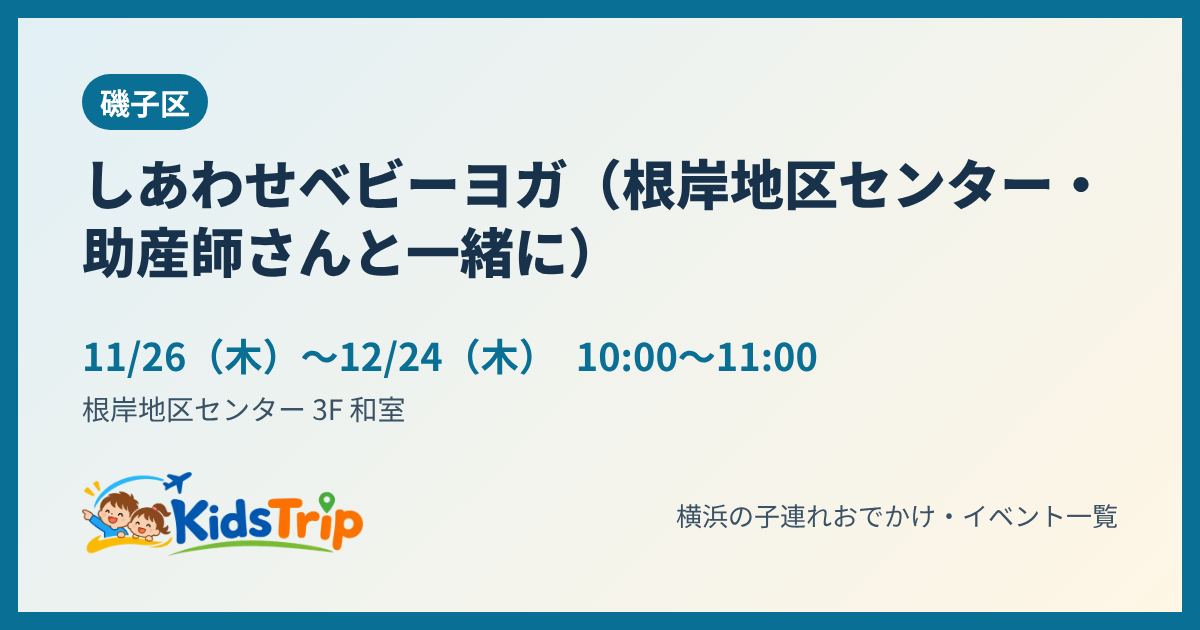 磯子区
しあわせベビーヨガ（根岸地区センター・
助産師さんと一緒に）
11/26（木）〜12/24（木） 10:00〜11:00
根岸地区センター 3F 和室
KidsTrip
横浜の子連れおでかけ・イベント一覧